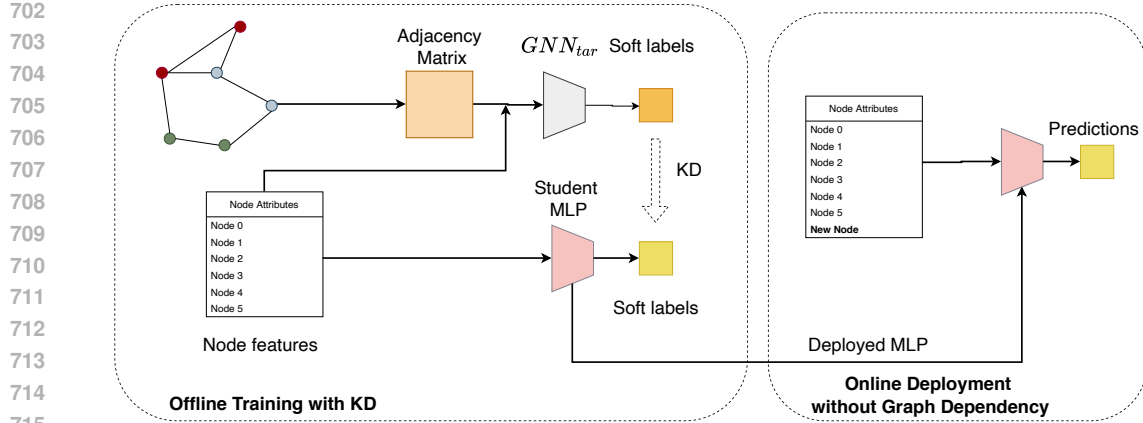 702
703
704
705
706
707
708
709
710
711
712
713
714
715
Adjacency
Matrix
GNN_tar
Soft labels
KD
Node Attributes
Node 0
Node 1
Node 2
Node 3
Node 4
Node 5
Node features
Student
MLP
Soft labels
Offline Training with KD
Node Attributes
Node 0
Node 1
Node 2
Node 3
Node 4
Node 5
New Node
Predictions
Deployed MLP
Online Deployment
without Graph Dependency